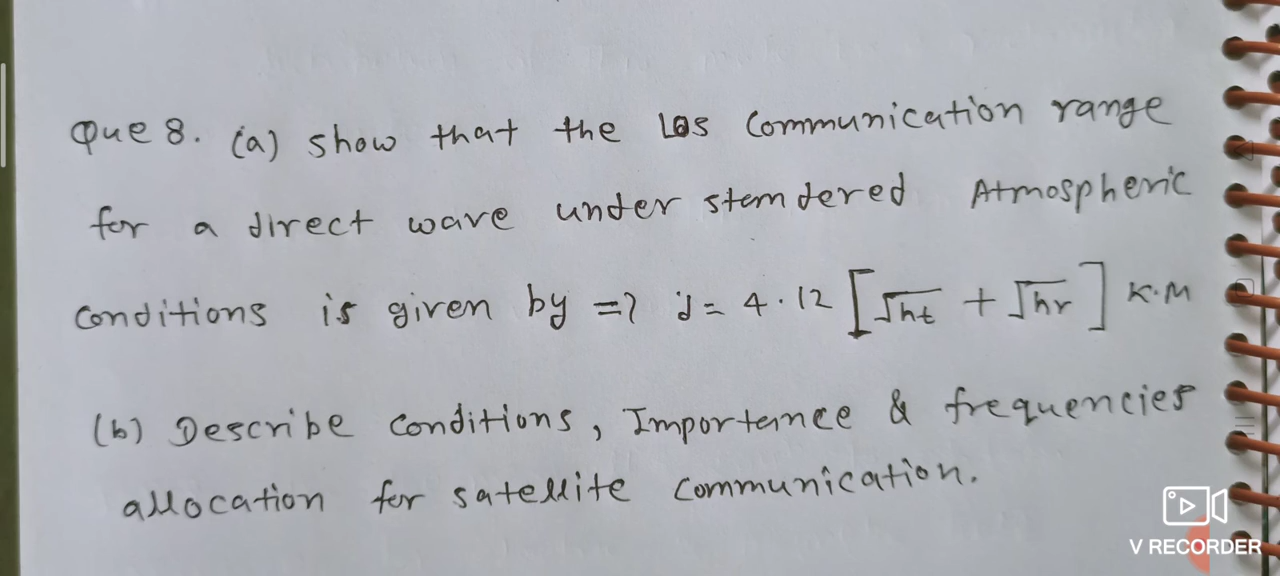 Que 8. (a) show that the LOS Communication range
for a direct wave under stemdered Atmospheric
conditions is given by =? d = 4.12 [√ht + √hr] K.M
(b) Describe conditions, Importence & frequencies
allocation for satellite communication.
V RECORDER